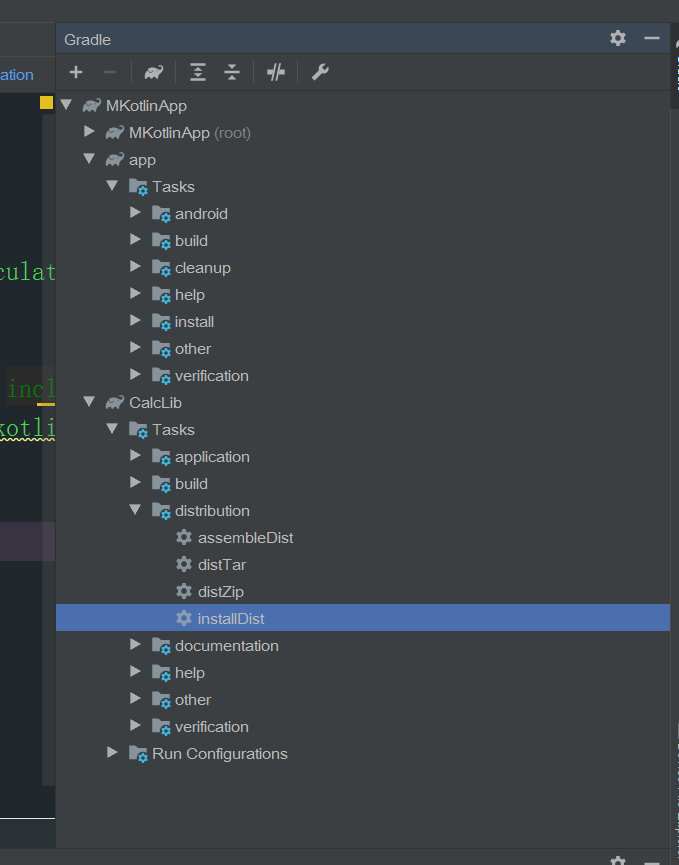 Gradle
ation
MKotlinApp
MKotlinApp (root)
app
Tasks
android
build
culat
cleanup
help
install
other
verification
incl
CalcLib
kotli
Tasks
application
build
distribution
assembleDist
distTar
distZip
installDist
documentation
help
other
verification
Run Configurations